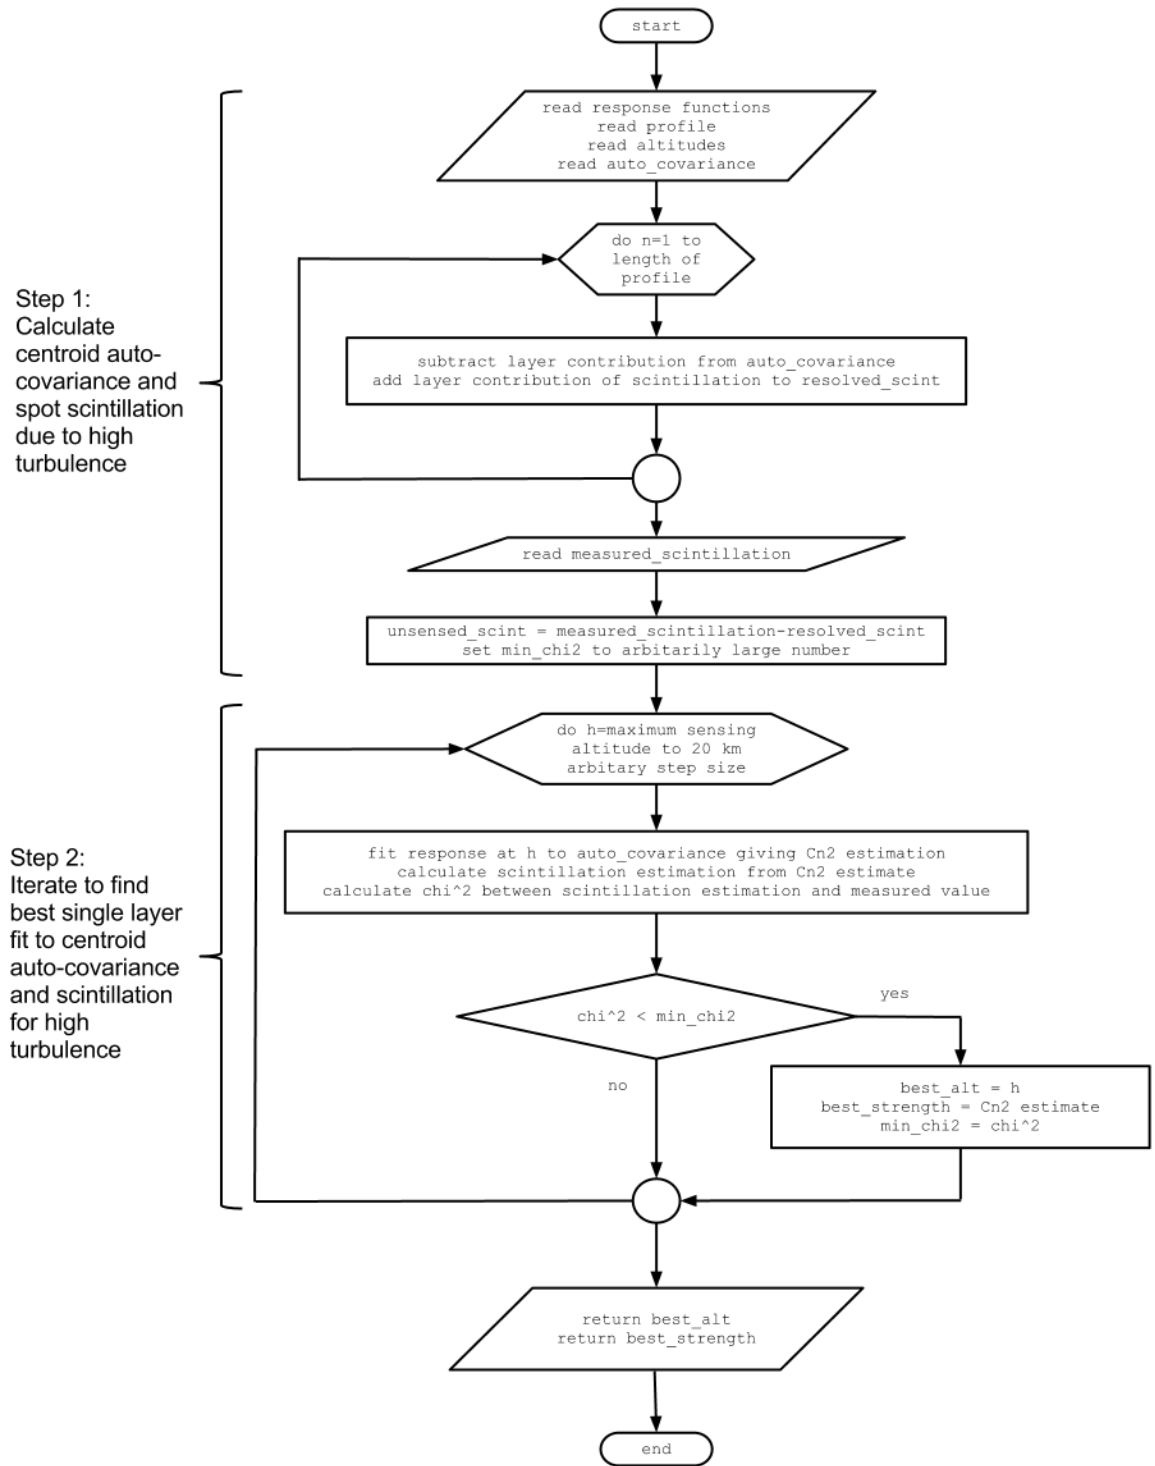 start
read response functions
read profile
read altitudes
read auto_covariance
do n=1 to
length of
profile
Step 1:
Calculate
centroid auto-
covariance and
spot scintillation
due to high
turbulence
subtract layer contribution from auto_covariance
add layer contribution of scintillation to resolved_scint
read measured_scintillation
unsensed_scint = measured_scintillation-resolved_scint
set min_chi2 to arbitarily large number
do h=maximum sensing
altitude to 20 km
arbitary step size
Step 2:
Iterate to find
best single layer
fit to centroid
auto-covariance
and scintillation
for high
turbulence
fit response at h to auto_covariance giving Cn2 estimation
calculate scintillation estimation from Cn2 estimate
calculate chi^2 between scintillation estimation and measured value
chi^2 < min_chi2
yes
no
best_alt = h
best_strength = Cn2 estimate
min_chi2 = chi^2
return best_alt
return best_strength
end